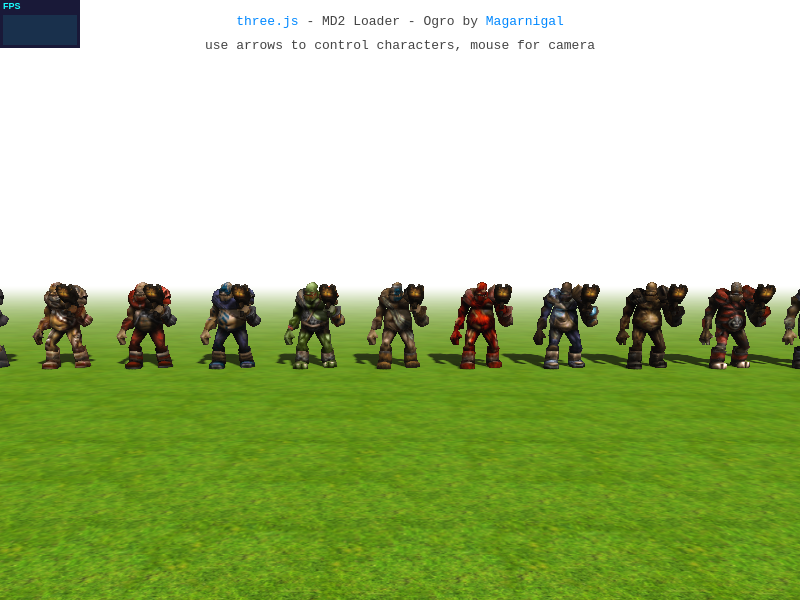 FPS
three.js - MD2 Loader - Ogro by Magarnigal
use arrows to control characters, mouse for camera